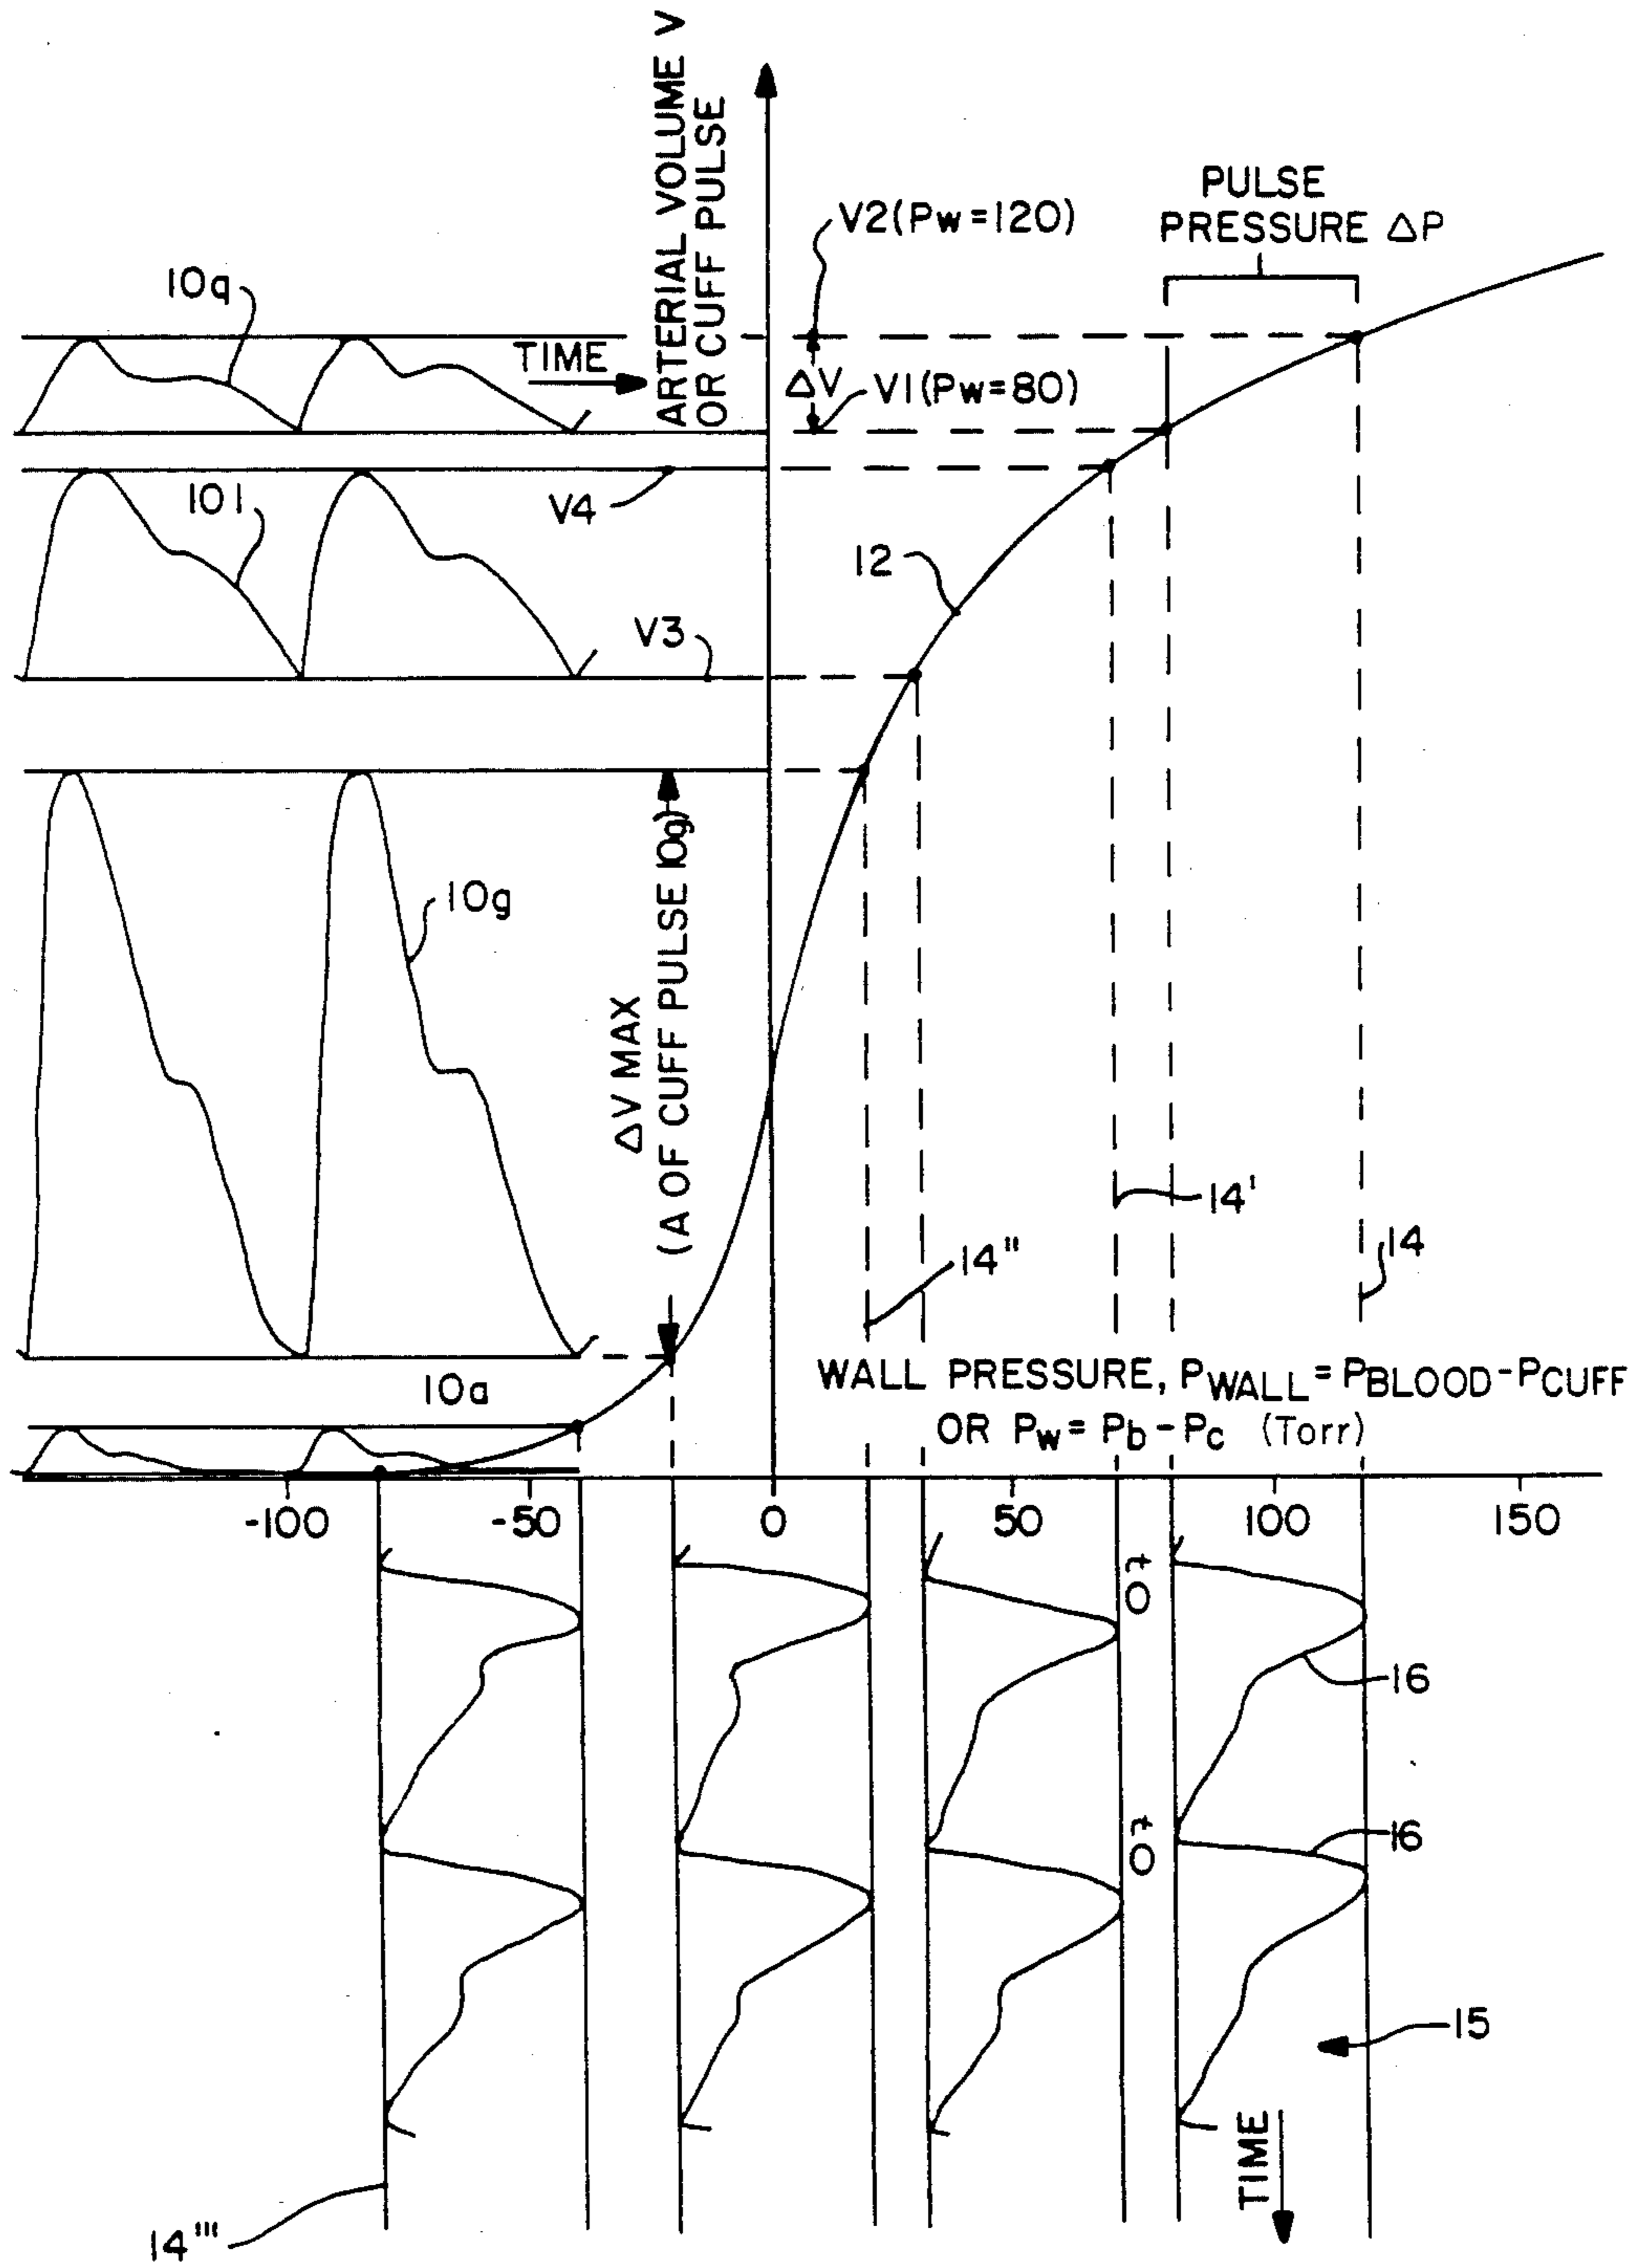 ARTERIAL VOLUME V
OR CUFF PULSE
PULSE
PRESSURE ΔP
V2(Pw=120)
10q
TIME
ΔV
V1(Pw=80)
10l
V4
12
V3
10g
ΔV MAX
(A OF CUFF PULSE 10g)
14'
14"
14
10a
WALL PRESSURE, PWALL=PBLOOD-PCUFF
OR Pw=Pb-Pc (Torr)
-100 -50 0 50 100 150
t0
16
t0
16
15
TIME
14'''